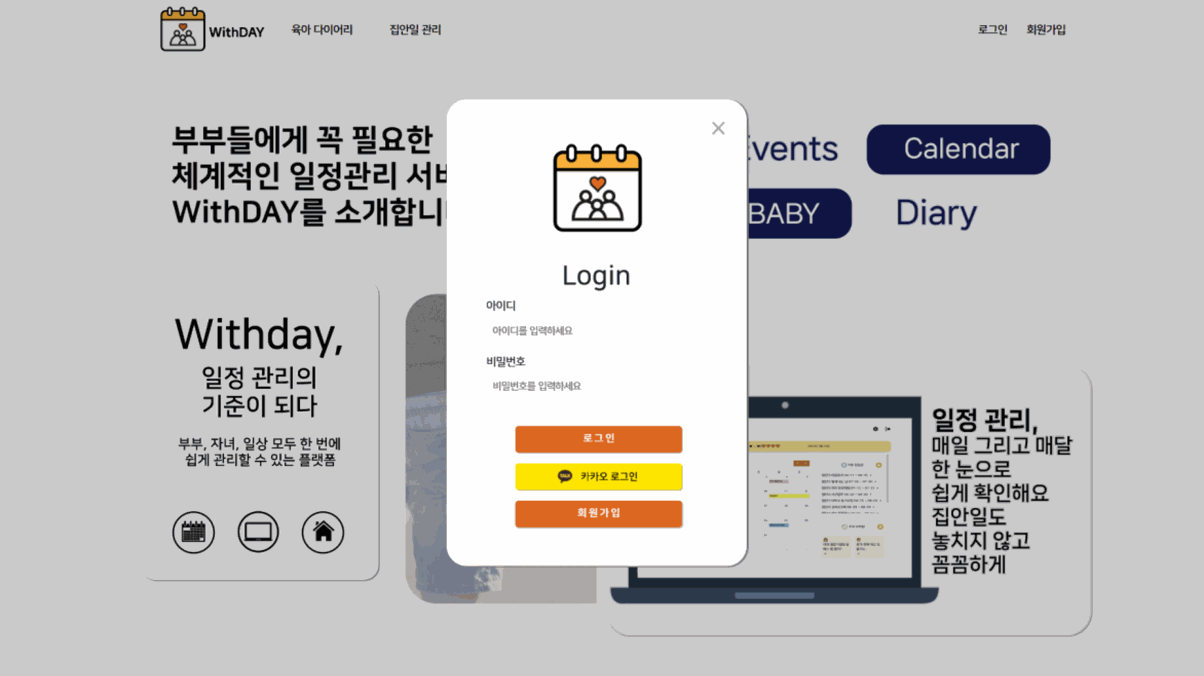 WithDAY
육아 다이어리
집안일 관리
로그인
회원가입
부부들에게 꼭 필요한
체계적인 일정관리
WithDAY를 소개합니
vents
Calendar
BABY
Diary
Login
아이디
아이디를 입력하세요
비밀번호
비밀번호를 입력하세요
로그인
TALK
카카오 로그인
회원가입
Withday,
일정 관리의
기준이 되다
부부, 자녀, 일상 모두 한 번에
쉽게 관리할 수 있는 플랫폼
일정 관리,
매일 그리고 매달
한 눈으로
쉽게 확인해요
집안일도
놓치지 않고
꼼꼼하게